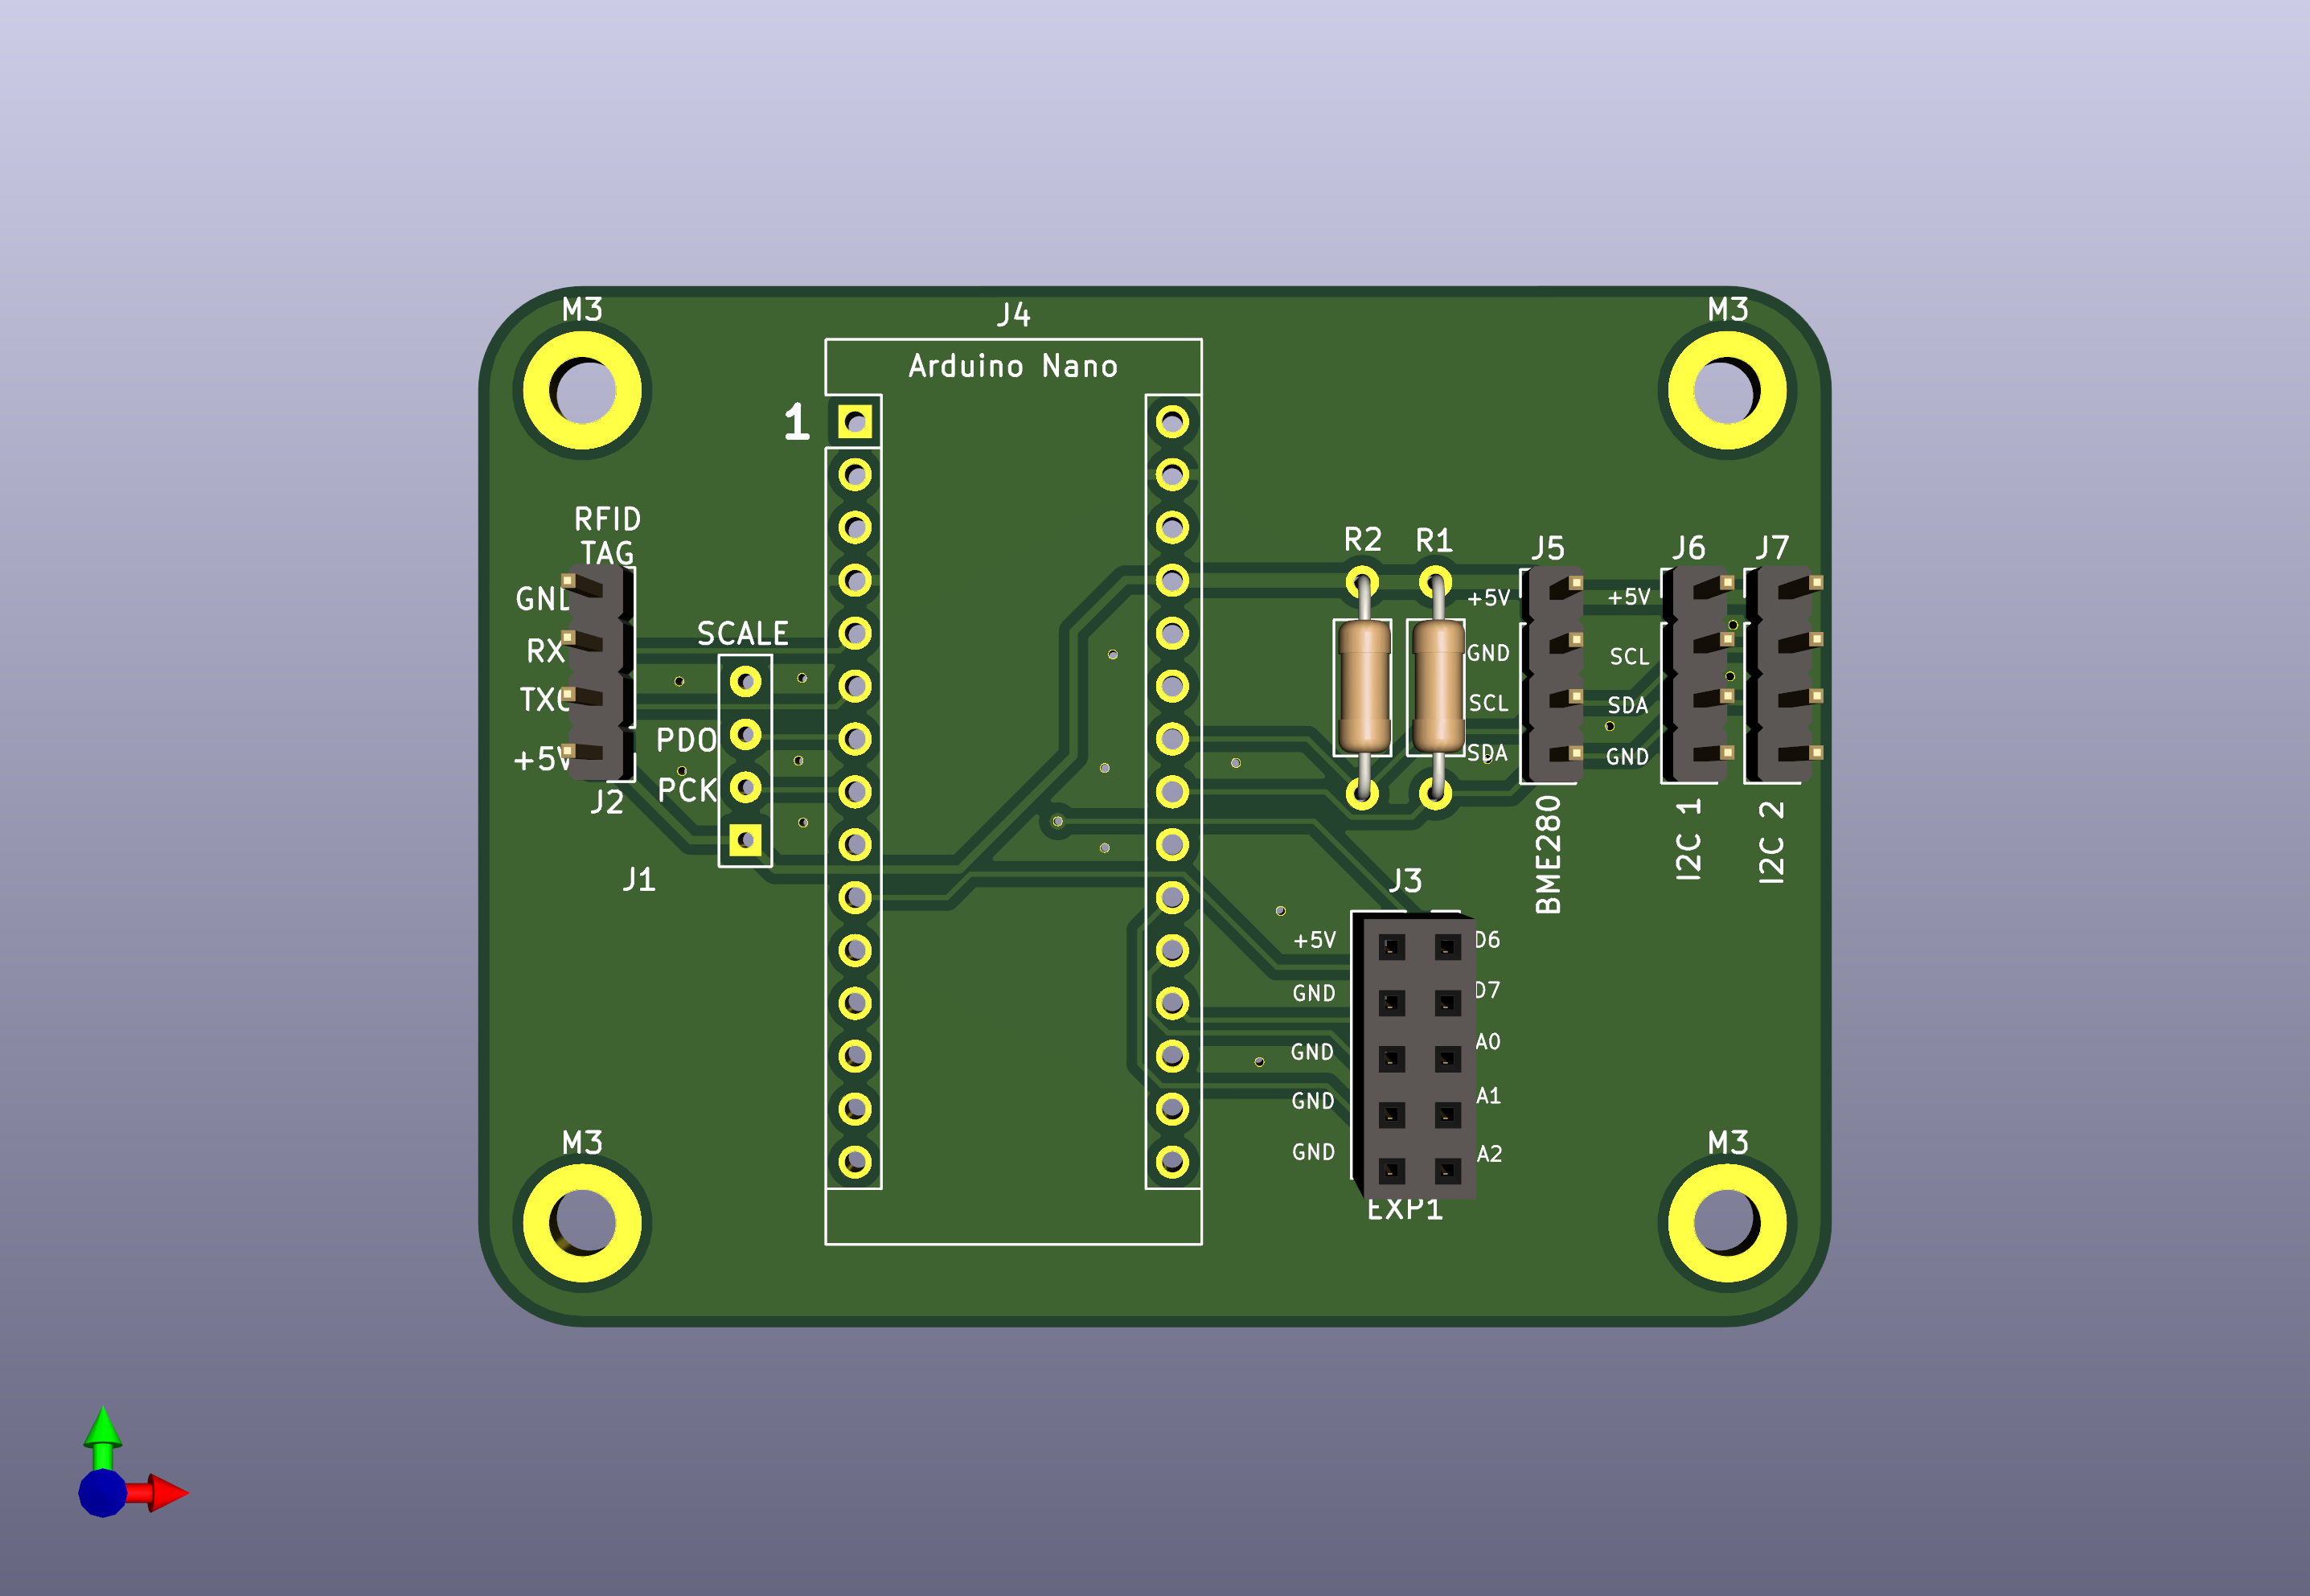 M3
M3
J4
Arduino Nano
1
RFID
TAG
GND
RX
TX
+5V
J2
SCALE
PDO
PCK
J1
R2
R1
J5
+5V
GND
SCL
SDA
BME280
J6
+5V
SCL
SDA
GND
I2C 1
J7
I2C 2
J3
+5V
D6
GND
D7
GND
A0
GND
A1
GND
A2
EXP1
M3
M3